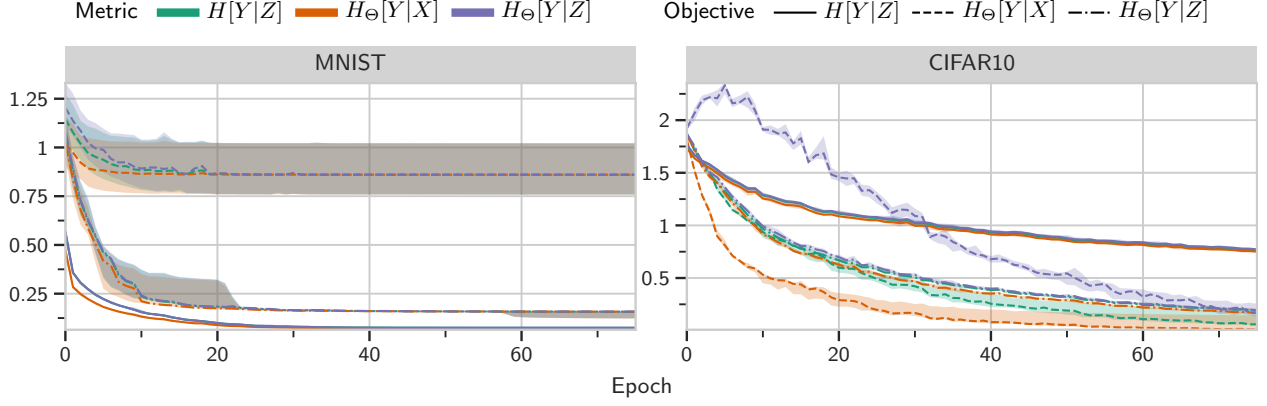 Metric H[Y|Z] H_Θ[Y|X] H_Θ[Y|Z] Objective H[Y|Z] H_Θ[Y|X] H_Θ[Y|Z]
MNIST CIFAR10
1.25
1
0.75
0.50
0.25
0 20 40 60
2
1.5
1
0.5
0 20 40 60
Epoch